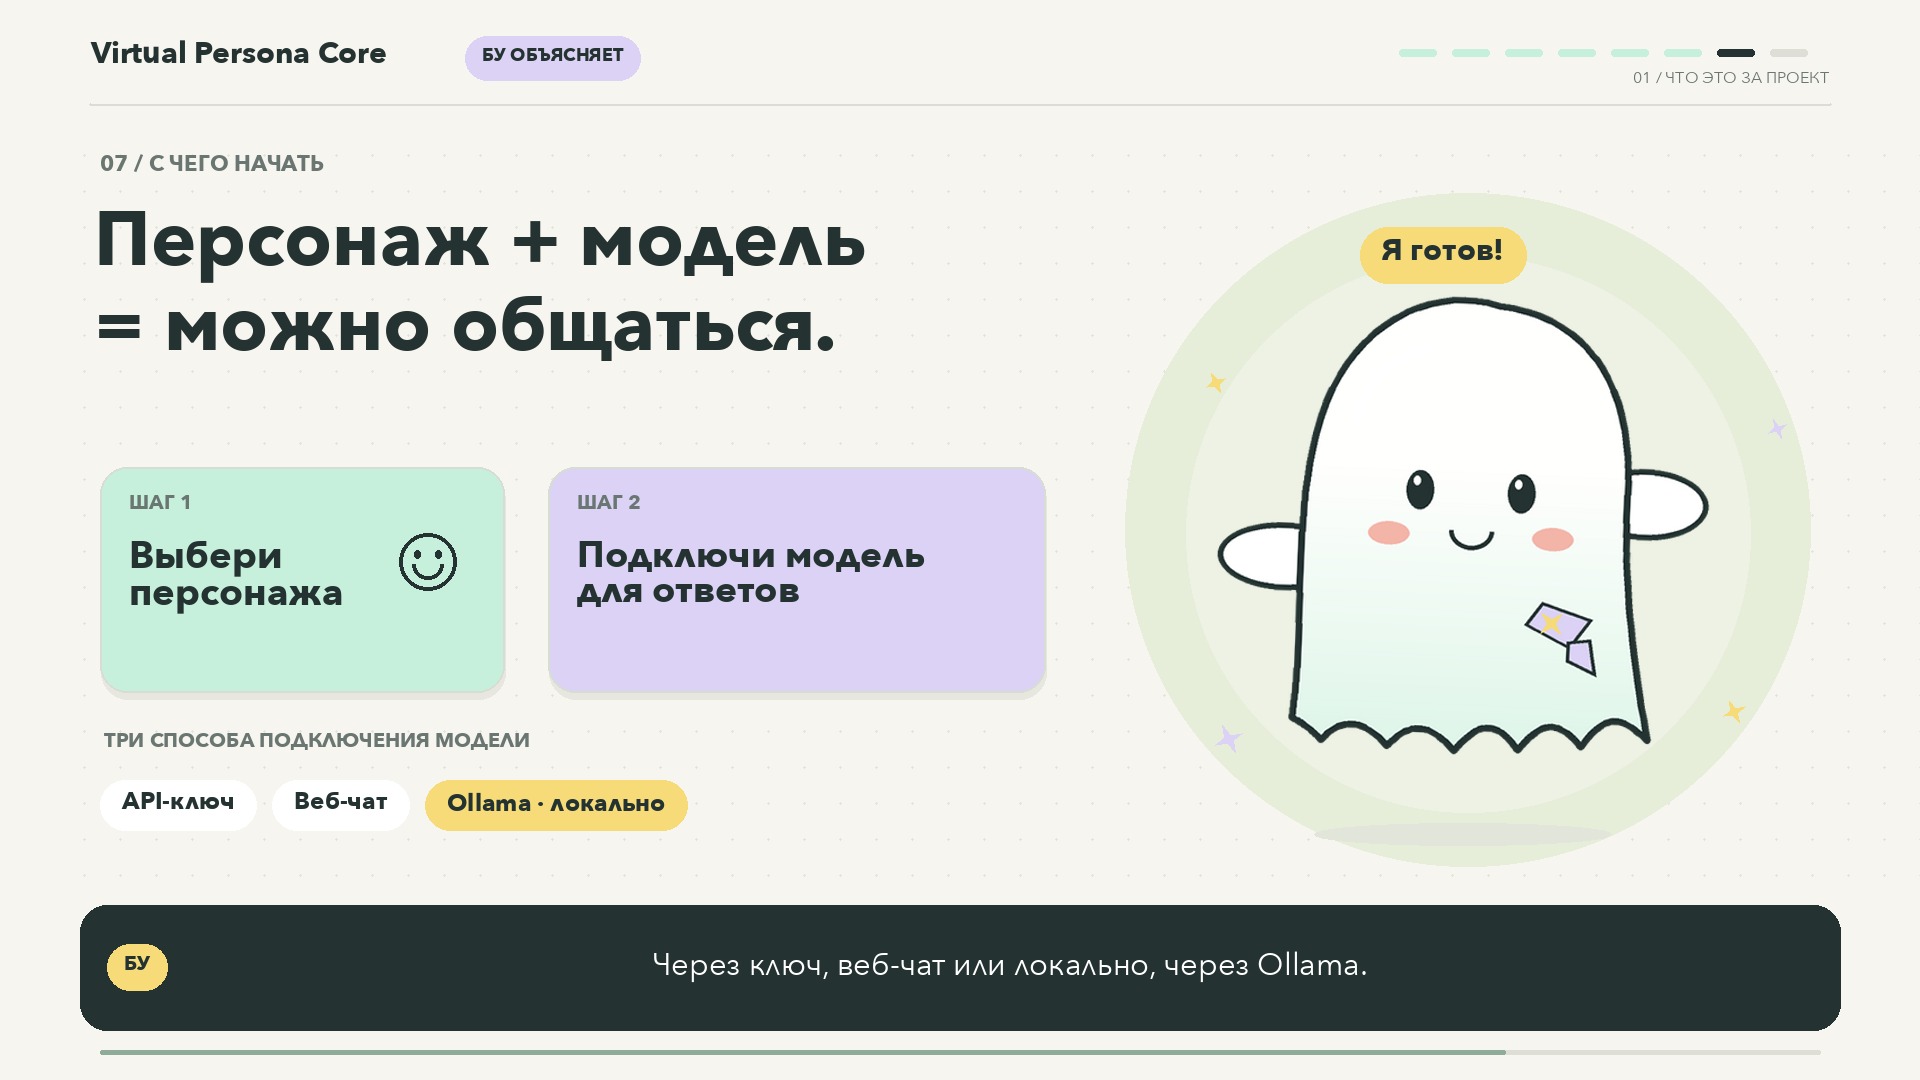 Virtual Persona Core
БУ ОБЪЯСНЯЕТ
01 / ЧТО ЭТО ЗА ПРОЕКТ
07 / С ЧЕГО НАЧАТЬ
Персонаж + модель
= можно общаться.
Я готов!
ШАГ 1
Выбери
персонажа
ШАГ 2
Подключи модель
для ответов
ТРИ СПОСОБА ПОДКЛЮЧЕНИЯ МОДЕЛИ
API-ключ
Веб-чат
Ollama · локально
БУ
Через ключ, веб-чат или локально, через Ollama.